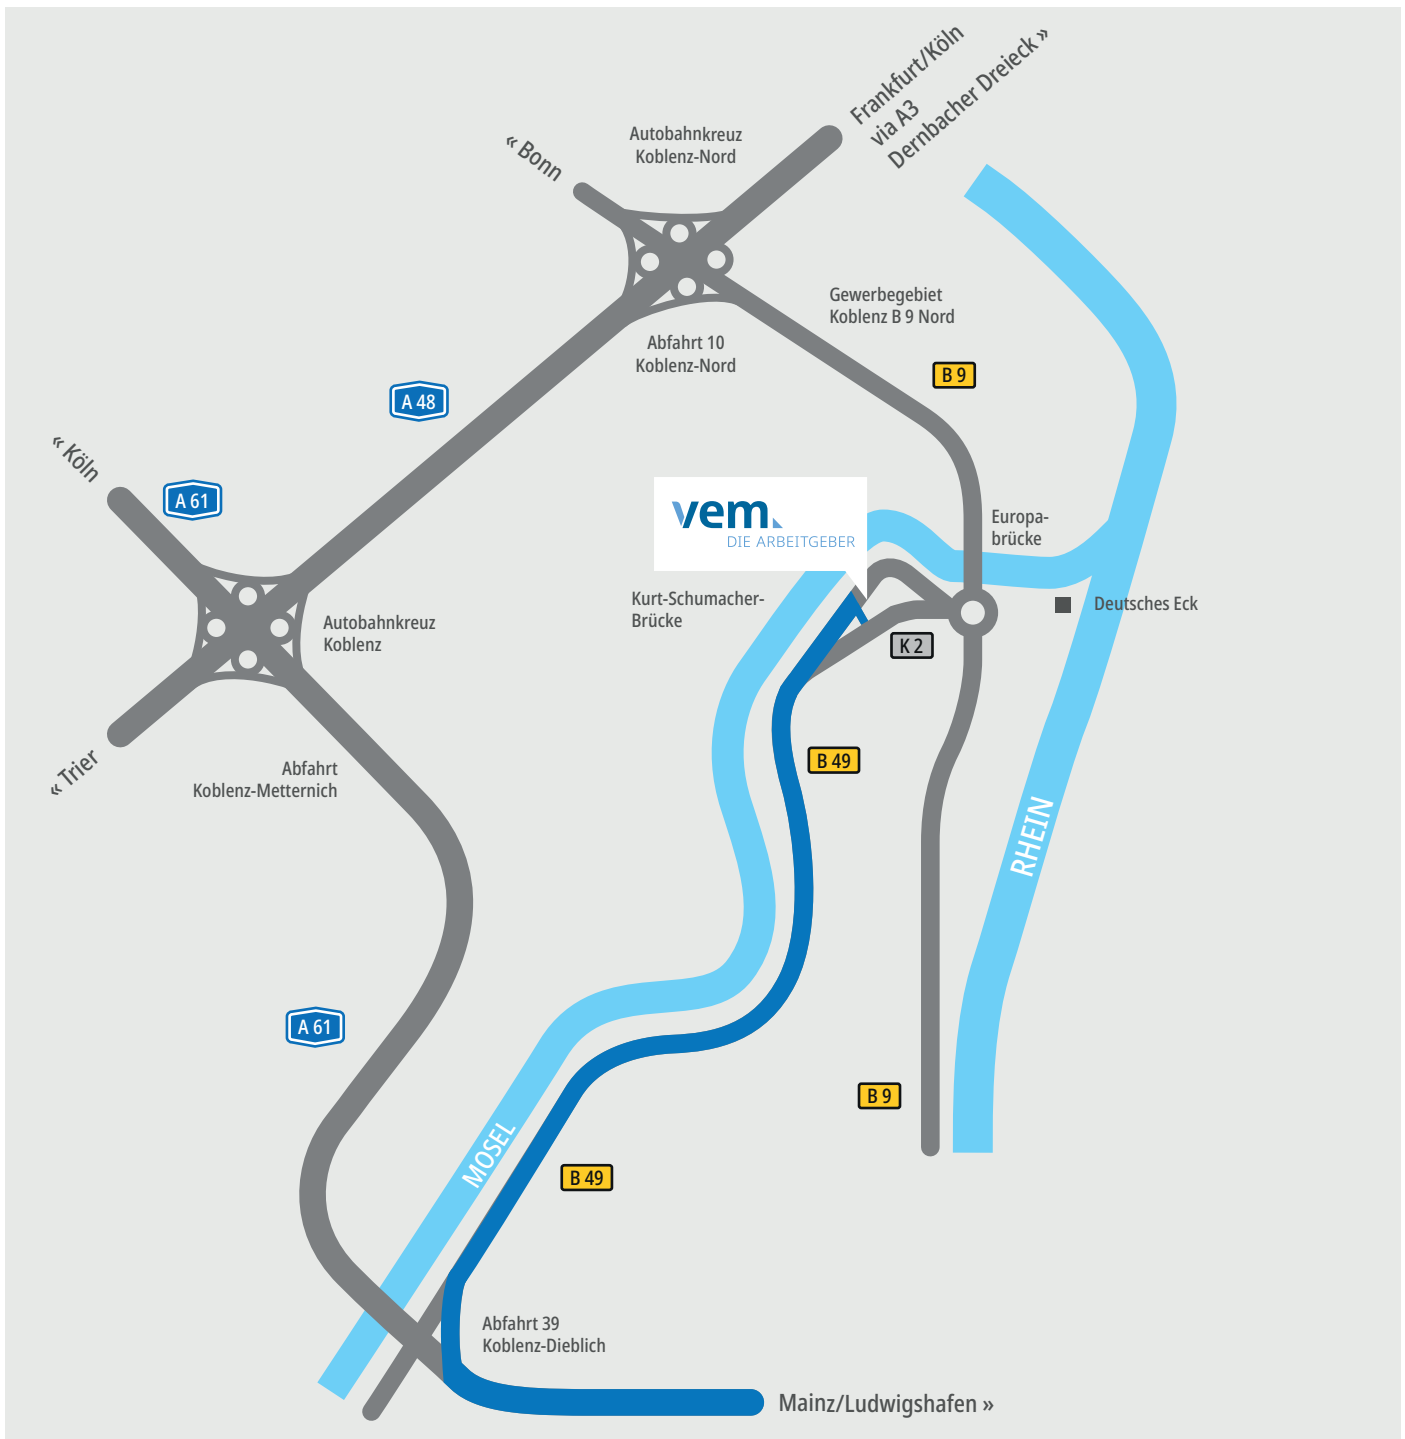 Frankfurt/Köln
via A3
Dernbacher Dreieck »
« Bonn
Autobahnkreuz
Koblenz-Nord
Gewerbegebiet
Koblenz B 9 Nord
Abfahrt 10
Koblenz-Nord
B 9
A 48
« Köln
A 61
vem.
DIE ARBEITGEBER
Europa-
brücke
Kurt-Schumacher-
Brücke
Deutsches Eck
Autobahnkreuz
Koblenz
K 2
« Trier
Abfahrt
Koblenz-Metternich
B 49
RHEIN
A 61
B 9
MOSEL
B 49
Abfahrt 39
Koblenz-Dieblich
Mainz/Ludwigshafen »